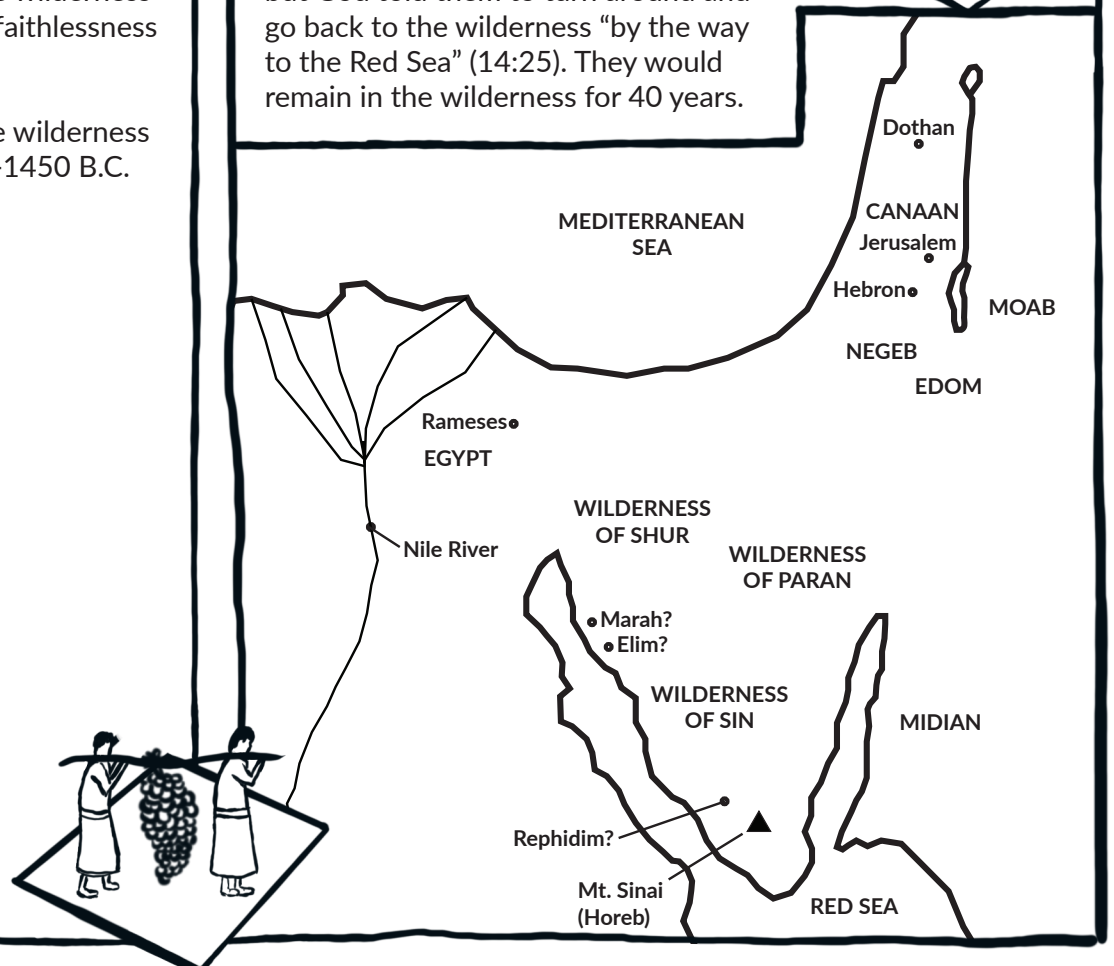 faithlessness
e wilderness
-1450 B.C.
go back to the wilderness “by the way
to the Red Sea” (14:25). They would
remain in the wilderness for 40 years.
Dothan
CANAAN
Jerusalem
Hebron
MOAB
NEGEB
EDOM
MEDITERRANEAN
SEA
Rameses
EGYPT
Nile River
WILDERNESS
OF SHUR
WILDERNESS
OF PARAN
Marah?
Elim?
WILDERNESS
OF SIN
MIDIAN
Rephidim?
Mt. Sinai
(Horeb)
RED SEA